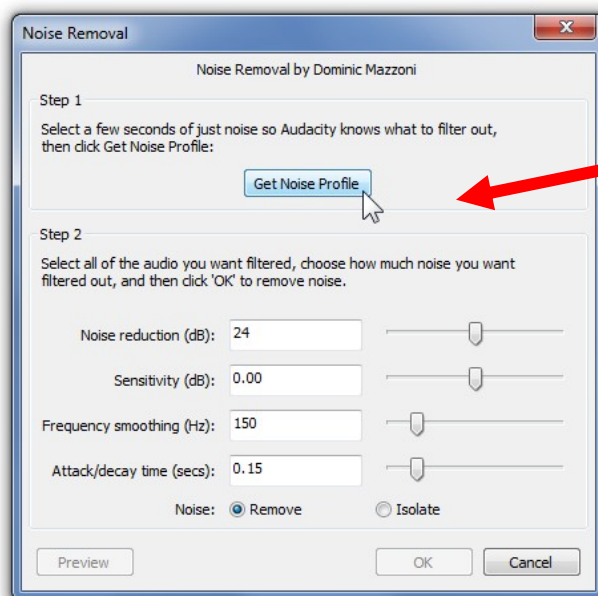 Noise Removal
Noise Removal by Dominic Mazzoni
Step 1
Select a few seconds of just noise so Audacity knows what to filter out,
then click Get Noise Profile:
Get Noise Profile
Step 2
Select all of the audio you want filtered, choose how much noise you want
filtered out, and then click 'OK' to remove noise.
Noise reduction (dB): 24
Sensitivity (dB): 0.00
Frequency smoothing (Hz): 150
Attack/decay time (secs): 0.15
Noise: Remove Isolate
Preview OK Cancel